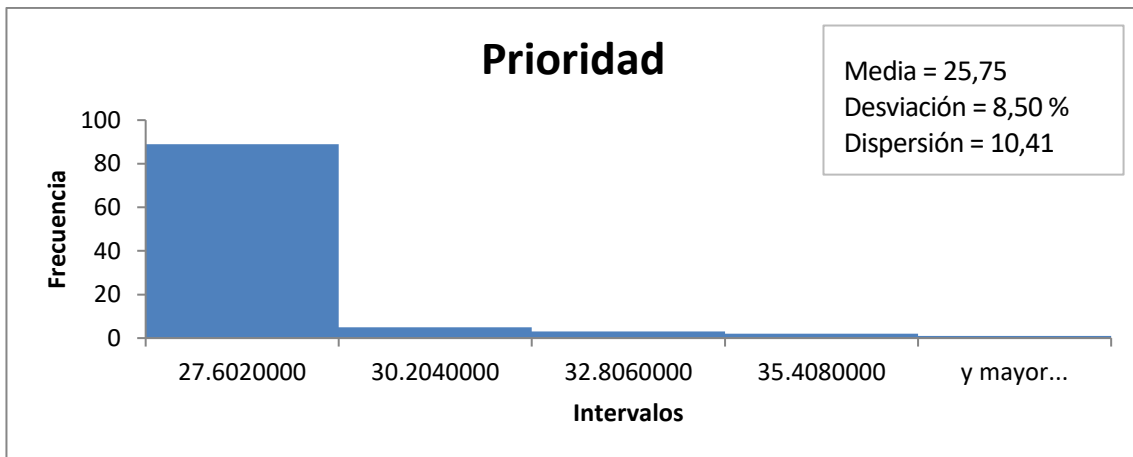 Prioridad
Media = 25,75
Desviación = 8,50 %
Dispersión = 10,41
100
80
60
40
20
0
Frecuencia
27.6020000 30.2040000 32.8060000 35.4080000 y mayor...
Intervalos